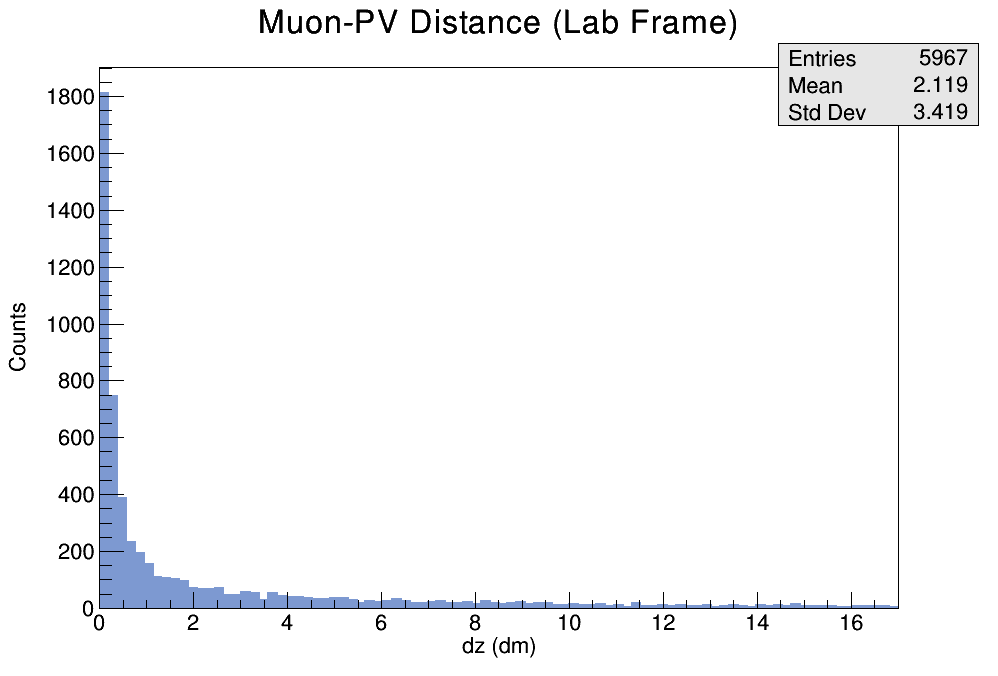 Muon-PV Distance (Lab Frame)
Entries 5967
Mean 2.119
Std Dev 3.419
1800
1600
1400
1200
1000
800
600
400
200
0
Counts
0 2 4 6 8 10 12 14 16
dz (dm)